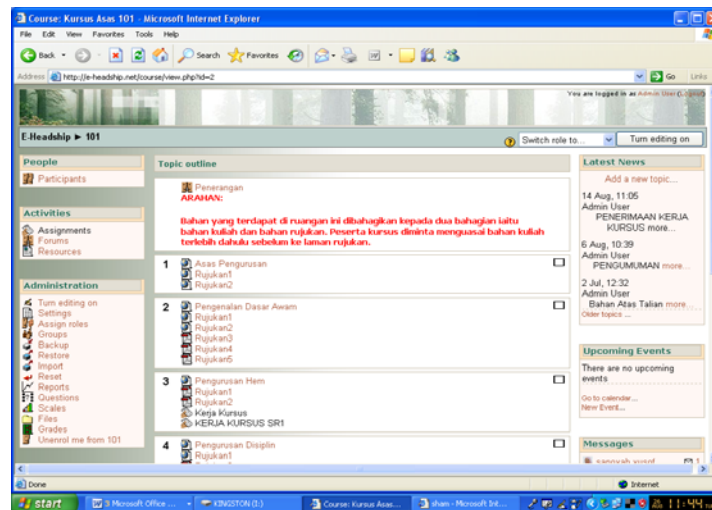 Course: Kursus Asas 101 - Microsoft Internet Explorer
File Edit View Favorites Tools Help
Back Search Favorites
Address http://e-headship.net/course/view.php?id=2 Go Links
You are logged in as Admin User (Logout)
E-Headship ► 101 Switch role to... Turn editing on
People
Participants
Activities
Assignments
Forums
Resources
Administration
Turn editing on
Settings
Assign roles
Groups
Backup
Restore
Import
Reset
Reports
Questions
Scales
Files
Grades
Unenrol me from 101
Topic outline
Penerangan
ARAHAN:
Bahan yang terdapat di ruangan ini dibahagikan kepada dua bahagian iaitu
bahan kuliah dan bahan rujukan. Peserta kursus diminta menguasai bahan kuliah
terlebih dahulu sebelum ke laman rujukan.
1 Asas Pengurusan
Rujukan1
Rujukan2
2 Pengenalan Dasar Awam
Rujukan1
Rujukan2
Rujukan3
Rujukan4
Rujukan5
3 Pengurusan Hem
Rujukan1
Rujukan2
Kerja Kursus
KERJA KURSUS SR1
4 Pengurusan Disiplin
Rujukan1
Latest News
Add a new topic...
14 Aug, 11:05
Admin User
PENERIMAAN KERJA
KURSUS more...
6 Aug, 10:39
Admin User
PENGUMUMAN more...
2 Jul, 12:32
Admin User
Bahan Atas Talian more...
Older topics ...
Upcoming Events
There are no upcoming
events
Go to calendar...
New Event...
Messages
Done Internet
start 3 Microsoft Office ... KINGSTON (I:) Course: Kursus Asas... sham - Microsoft Int... 11:44